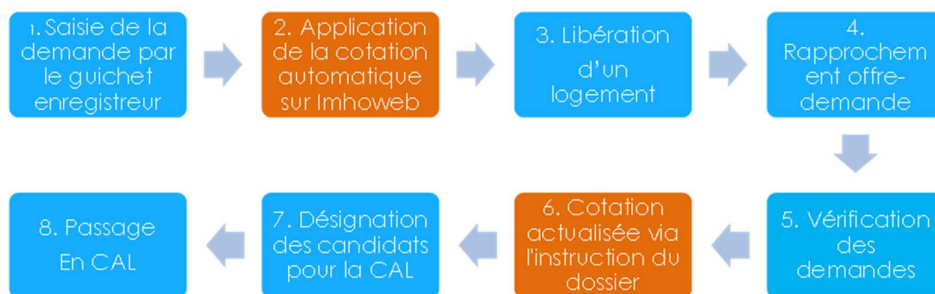 1. Saisie de la
demande par
le guichet
enregistreur
2. Application
de la cotation
automatique
sur Imhoweb
3. Libération
d'un
logement
4.
Rapprochem
ent offre-
demande
5. Vérification
des
demandes
6. Cotation
actualisée via
l'instruction du
dossier
7. Désignation
des candidats
pour la CAL
8. Passage
En CAL